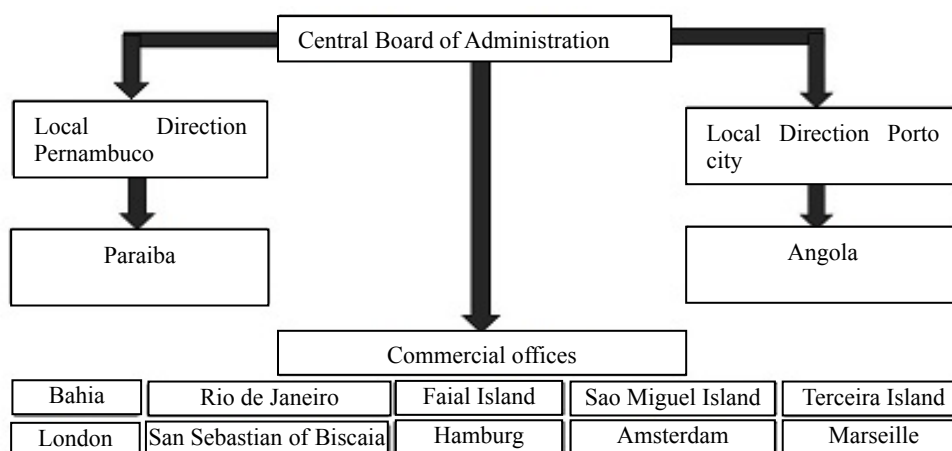 Central Board of Administration
Local Direction
Pernambuco
Local Direction Porto
city
Paraiba
Angola
Commercial offices
Bahia
Rio de Janeiro
Faial Island
Sao Miguel Island
Terceira Island
London
San Sebastian of Biscaia
Hamburg
Amsterdam
Marseille